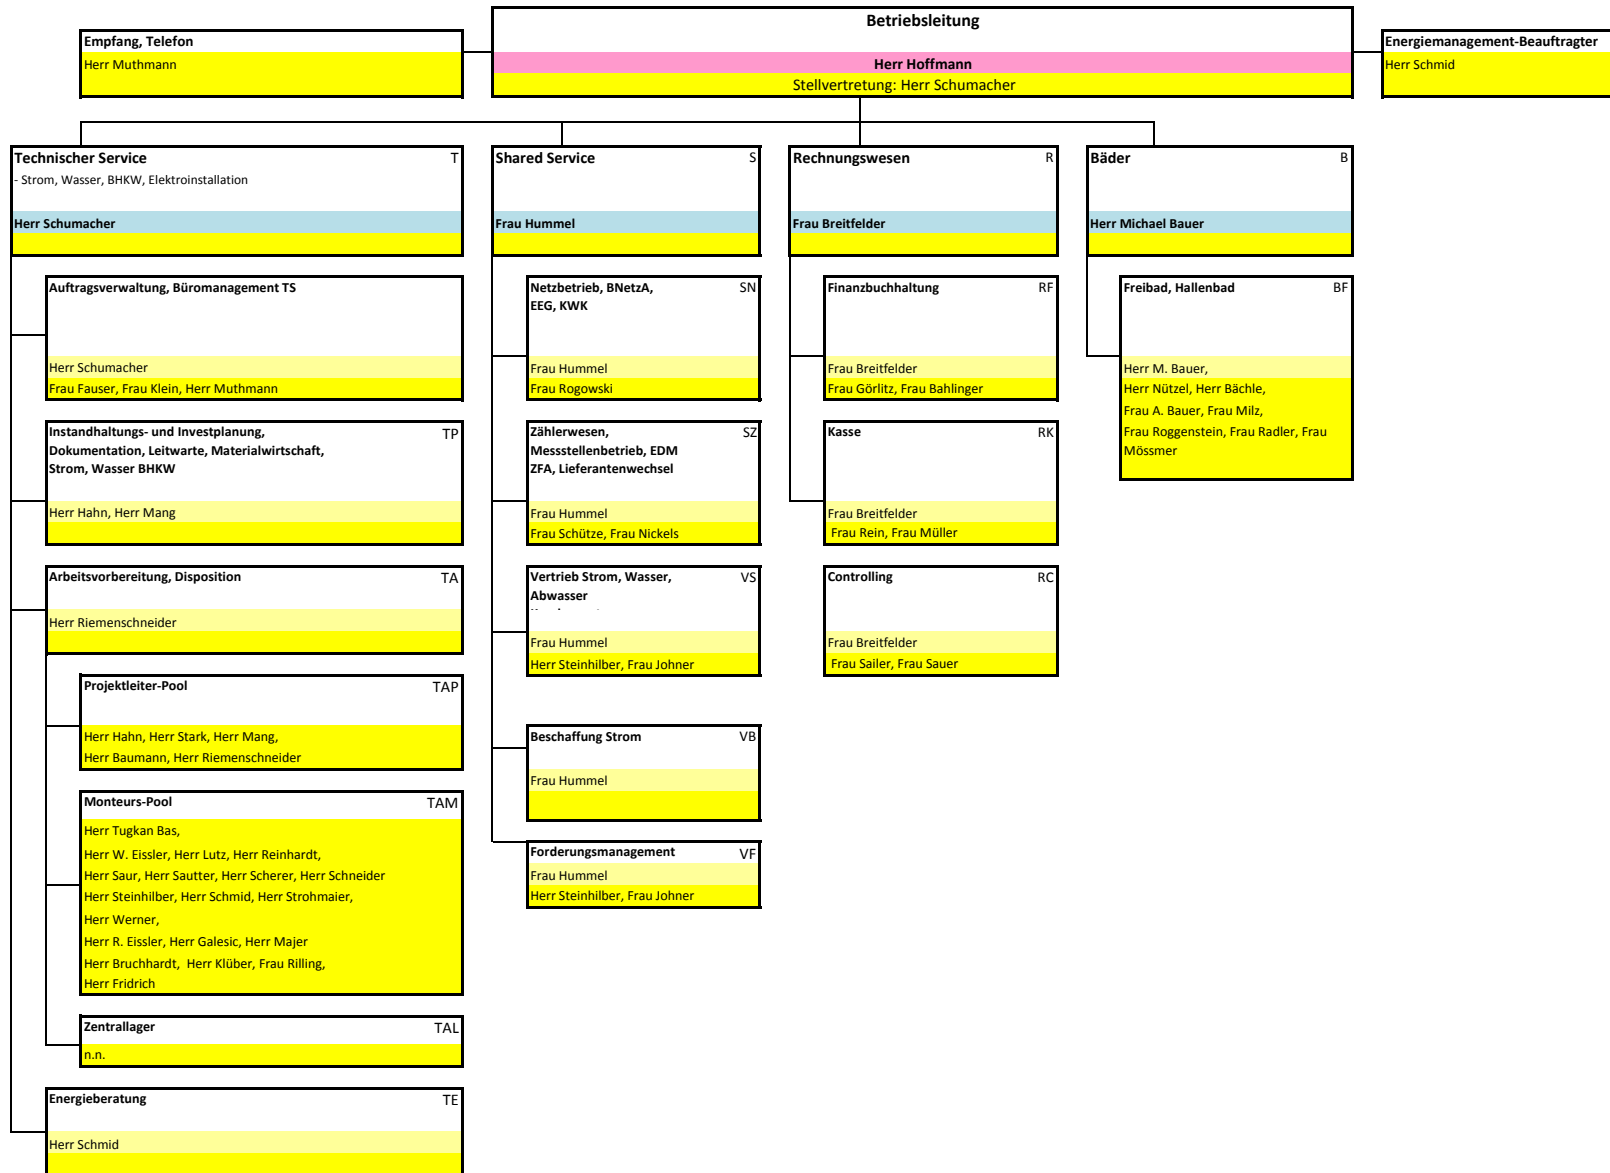 Betriebsleitung
Herr Hoffmann
Stellvertretung: Herr Schumacher
Empfang, Telefon
Herr Muthmann
Energiemanagement-Beauftragter
Herr Schmid
Technischer Service T
- Strom, Wasser, BHKW, Elektroinstallation
Herr Schumacher
Auftragsverwaltung, Büromanagement TS
Herr Schumacher
Frau Fauser, Frau Klein, Herr Muthmann
Instandhaltungs- und Investplanung, TP
Dokumentation, Leitwarte, Materialwirtschaft,
Strom, Wasser BHKW
Herr Hahn, Herr Mang
Arbeitsvorbereitung, Disposition TA
Herr Riemenschneider
Projektleiter-Pool TAP
Herr Hahn, Herr Stark, Herr Mang,
Herr Baumann, Herr Riemenschneider
Monteurs-Pool TAM
Herr Tugkan Bas,
Herr W. Eissler, Herr Lutz, Herr Reinhardt,
Herr Saur, Herr Sautter, Herr Scherer, Herr Schneider
Herr Steinhilber, Herr Schmid, Herr Strohmaier,
Herr Werner,
Herr R. Eissler, Herr Galesic, Herr Majer
Herr Bruchhardt, Herr Klüber, Frau Rilling,
Herr Fridrich
Zentrallager TAL
n.n.
Energieberatung TE
Herr Schmid
Shared Service S
Frau Hummel
Netzbetrieb, BNetzA, SN
EEG, KWK
Frau Hummel
Frau Rogowski
Zählerwesen, SZ
Messstellenbetrieb, EDM
ZFA, Lieferantenwechsel
Frau Hummel
Frau Schütze, Frau Nickels
Vertrieb Strom, Wasser, VS
Abwasser
Frau Hummel
Herr Steinhilber, Frau Johner
Beschaffung Strom VB
Frau Hummel
Forderungsmanagement VF
Frau Hummel
Herr Steinhilber, Frau Johner
Rechnungswesen R
Frau Breitfelder
Finanzbuchhaltung RF
Frau Breitfelder
Frau Görlitz, Frau Bahlinger
Kasse RK
Frau Breitfelder
Frau Rein, Frau Müller
Controlling RC
Frau Breitfelder
Frau Sailer, Frau Sauer
Bäder B
Herr Michael Bauer
Freibad, Hallenbad BF
Herr M. Bauer,
Herr Nützel, Herr Bächle,
Frau A. Bauer, Frau Milz,
Frau Roggenstein, Frau Radler, Frau
Mössmer